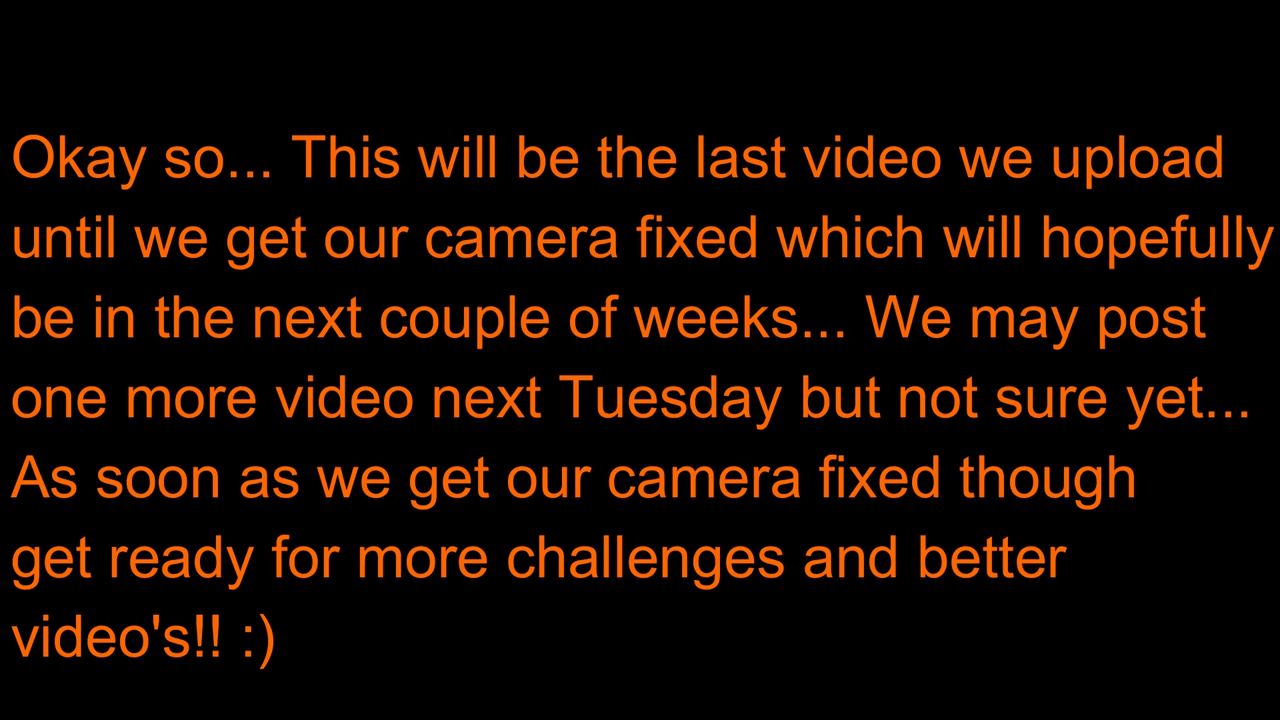 Okay so... This will be the last video we upload
until we get our camera fixed which will hopefully
be in the next couple of weeks... We may post
one more video next Tuesday but not sure yet...
As soon as we get our camera fixed though
get ready for more challenges and better
video's!! :)